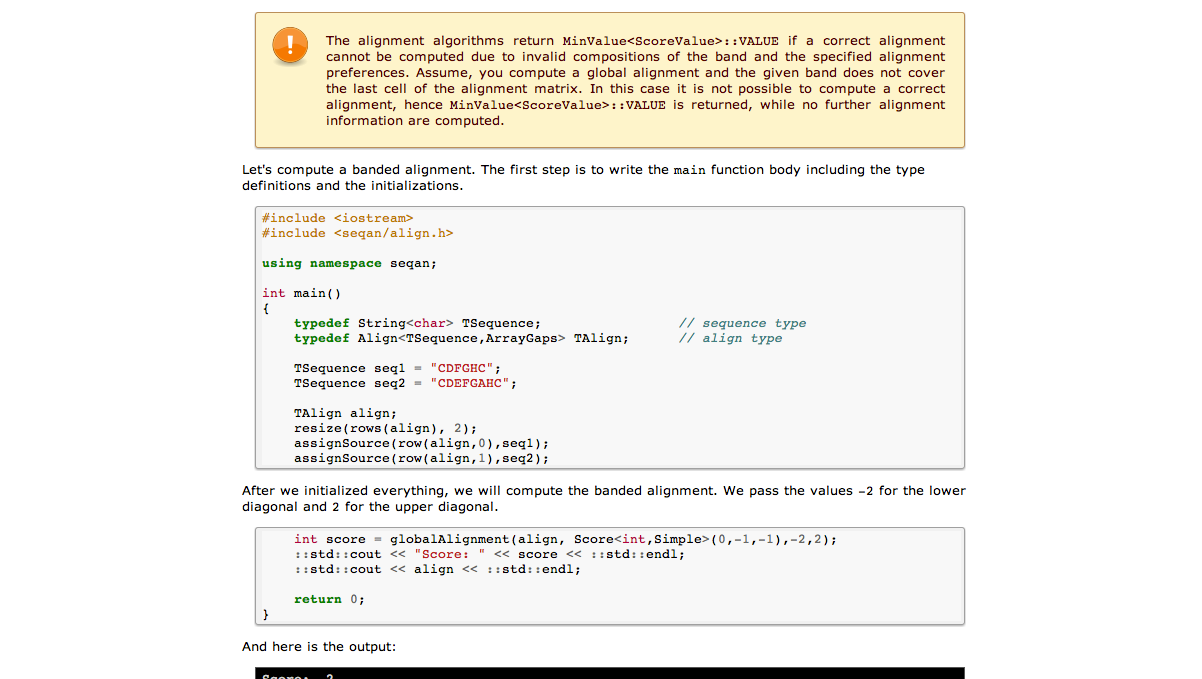 The alignment algorithms return MinValue<ScoreValue>::VALUE if a correct alignment
cannot be computed due to invalid compositions of the band and the specified alignment
preferences. Assume, you compute a global alignment and the given band does not cover
the last cell of the alignment matrix. In this case it is not possible to compute a correct
alignment, hence MinValue<ScoreValue>::VALUE is returned, while no further alignment
information are computed.
Let's compute a banded alignment. The first step is to write the main function body including the type
definitions and the initializations.
#include <iostream>
#include <seqan/align.h>
using namespace seqan;
int main()
{
    typedef String<char> TSequence;                 // sequence type
    typedef Align<TSequence,ArrayGaps> TAlign;      // align type
    TSequence seq1 = "CDFGHC";
    TSequence seq2 = "CDEFGAHC";
    TAlign align;
    resize(rows(align), 2);
    assignSource(row(align,0),seq1);
    assignSource(row(align,1),seq2);
After we initialized everything, we will compute the banded alignment. We pass the values -2 for the lower
diagonal and 2 for the upper diagonal.
    int score = globalAlignment(align, Score<int,Simple>(0,-1,-1),-2,2);
    ::std::cout << "Score: " << score << ::std::endl;
    ::std::cout << align << ::std::endl;
    return 0;
}
And here is the output: